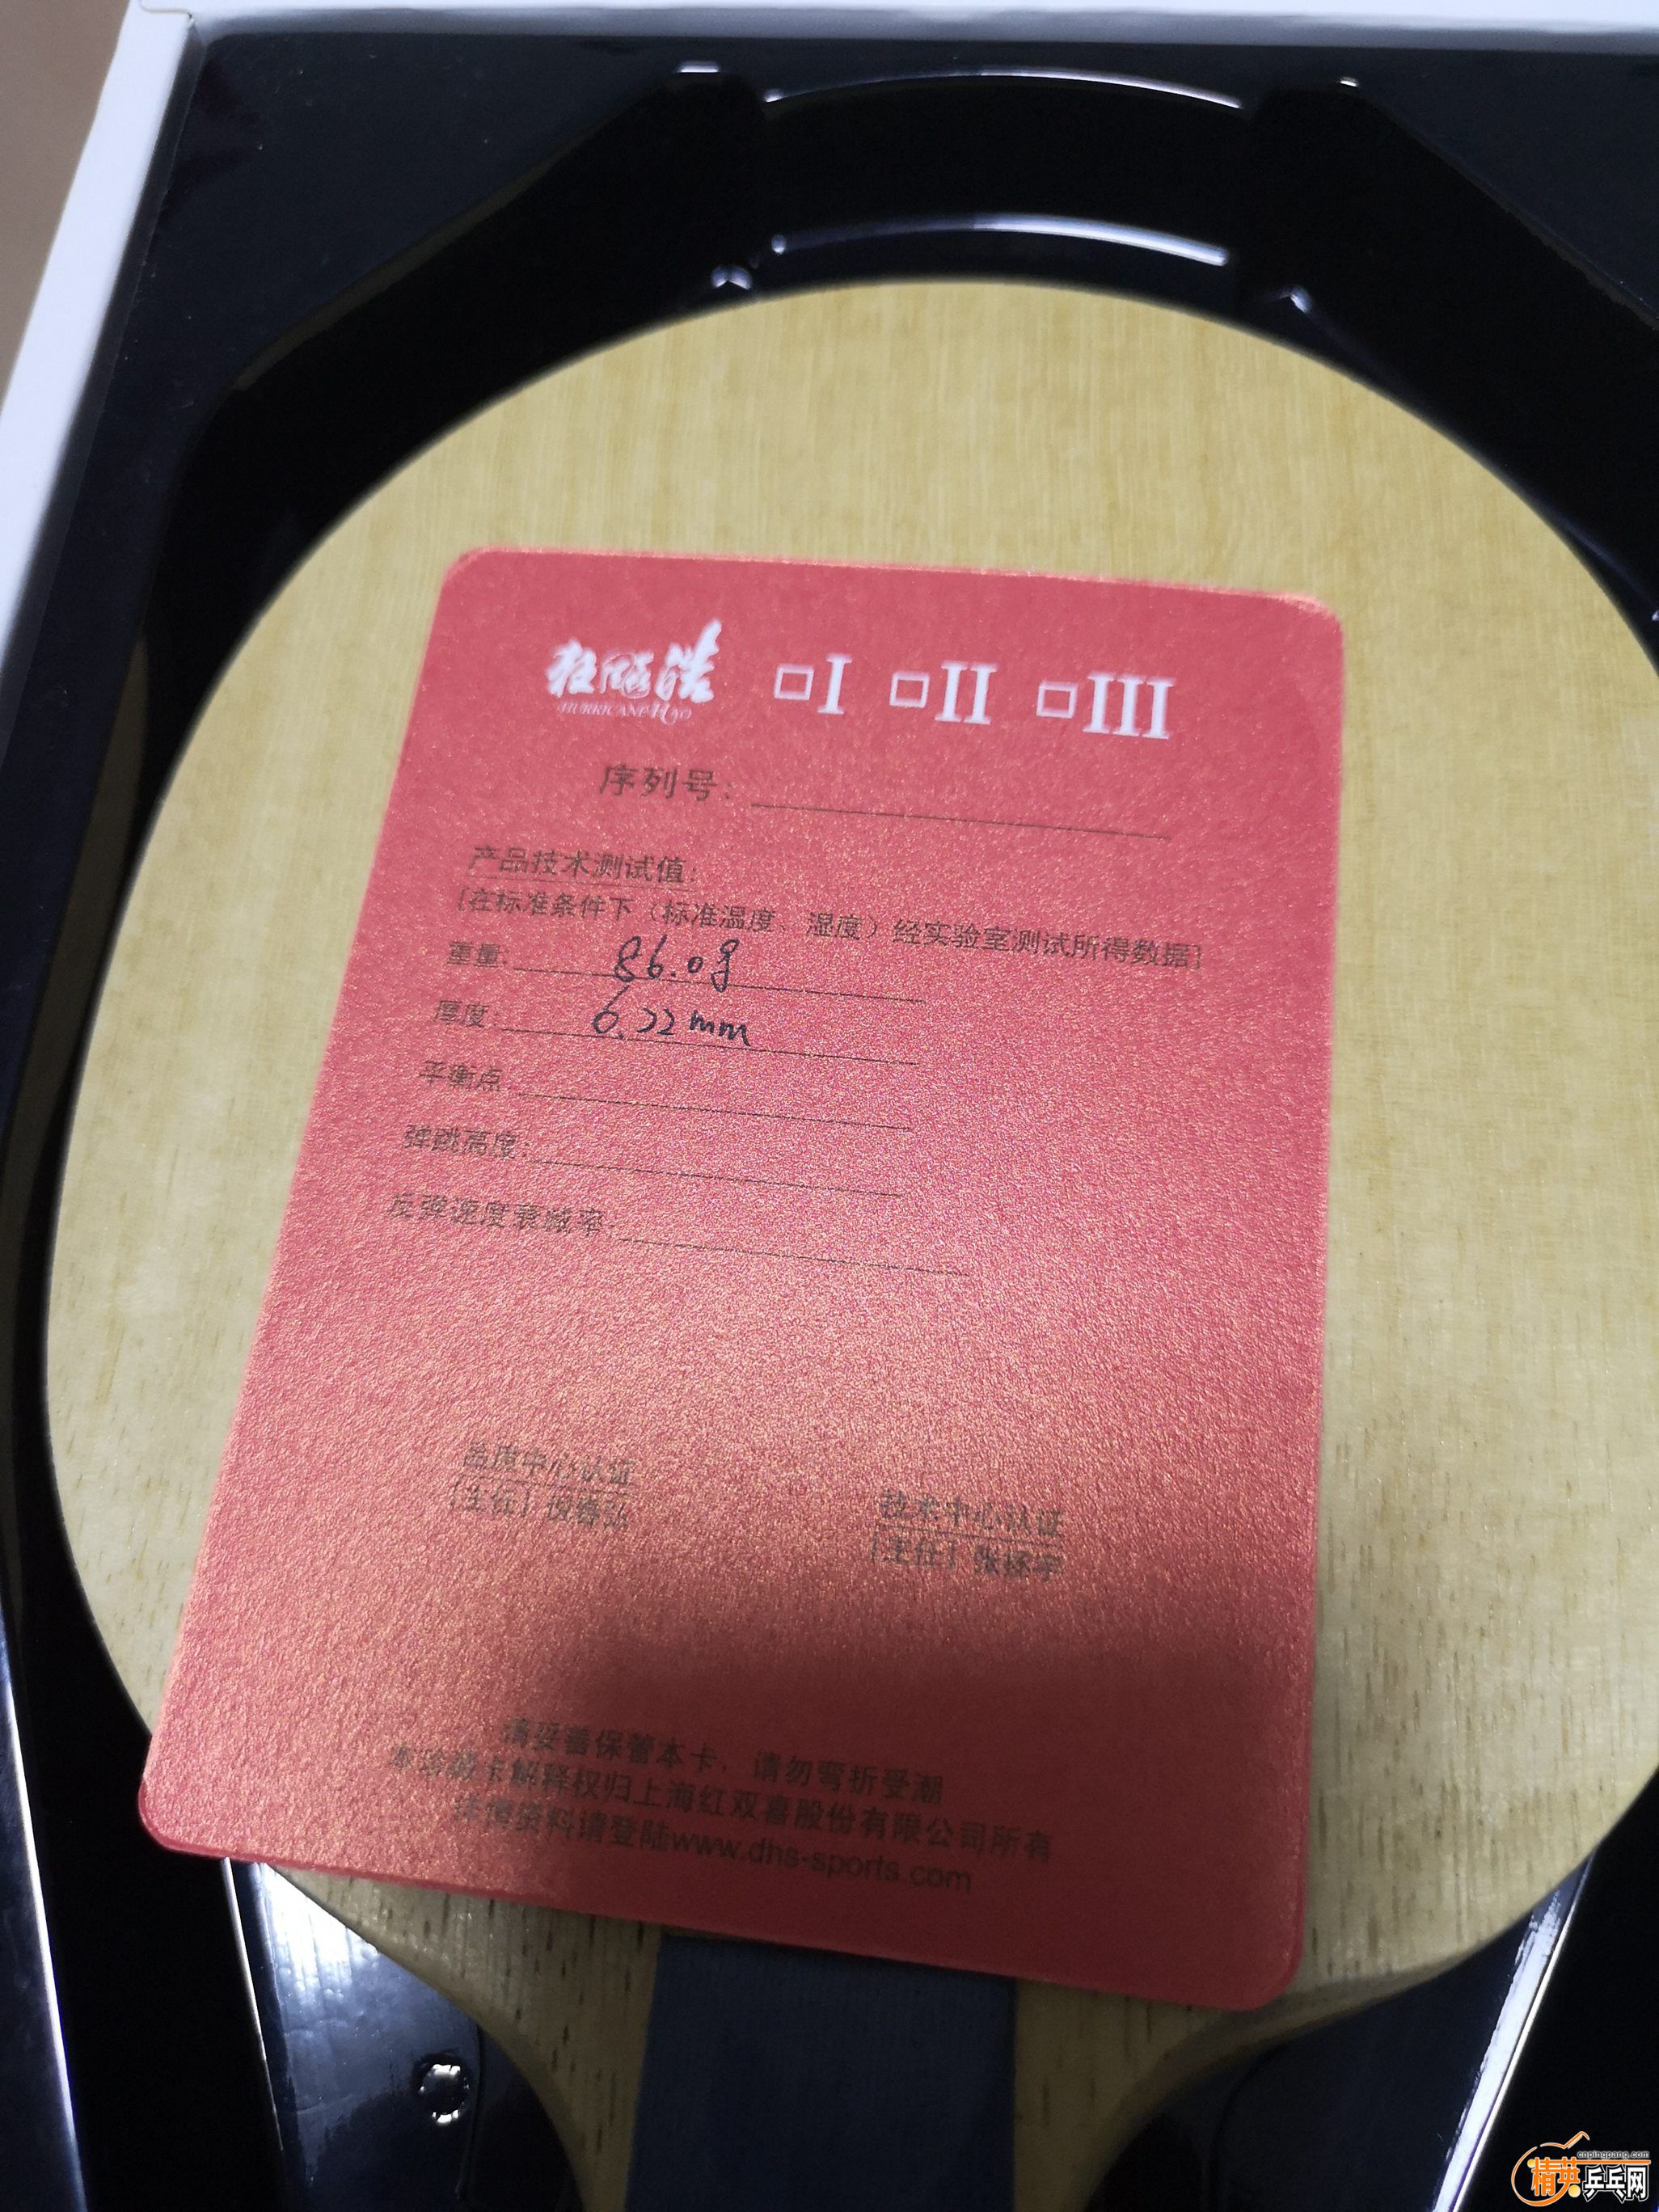 狂飚皓 □I □II □III
HURRICANE HAO
序列号：
产品技术测试值：
[在标准条件下（标准温度、湿度）经实验室测试所得数据]
重量：86.0g
厚度：6.22mm
平衡点
弹跳高度：
反弹速度衰减率：
品质中心认证 技术中心认证
[主任] [主任]
请妥善保管本卡，请勿弯折受潮
本珍藏卡解释权归上海红双喜股份有限公司所有
详情资料请登陆www.dhs-sports.com
cnpingpang.com
精英乒乓网